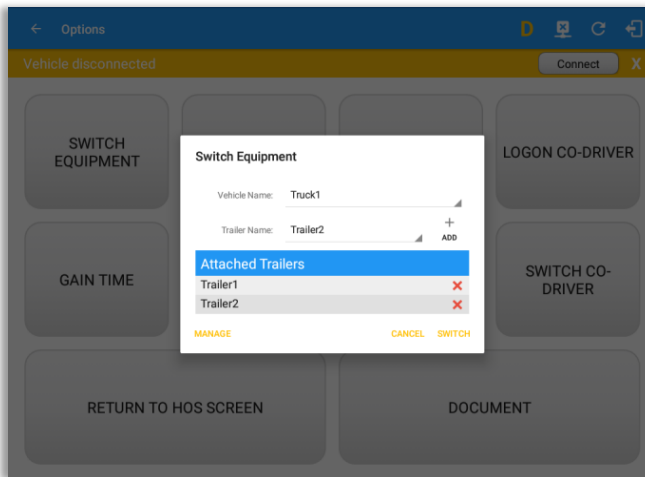 Options
D
Vehicle disconnected
Connect
X
SWITCH
EQUIPMENT
LOGON CO-DRIVER
Switch Equipment
Vehicle Name:
Truck1
Trailer Name:
Trailer2
+
ADD
Attached Trailers
Trailer1
Trailer2
MANAGE
CANCEL
SWITCH
GAIN TIME
SWITCH CO-
DRIVER
RETURN TO HOS SCREEN
DOCUMENT